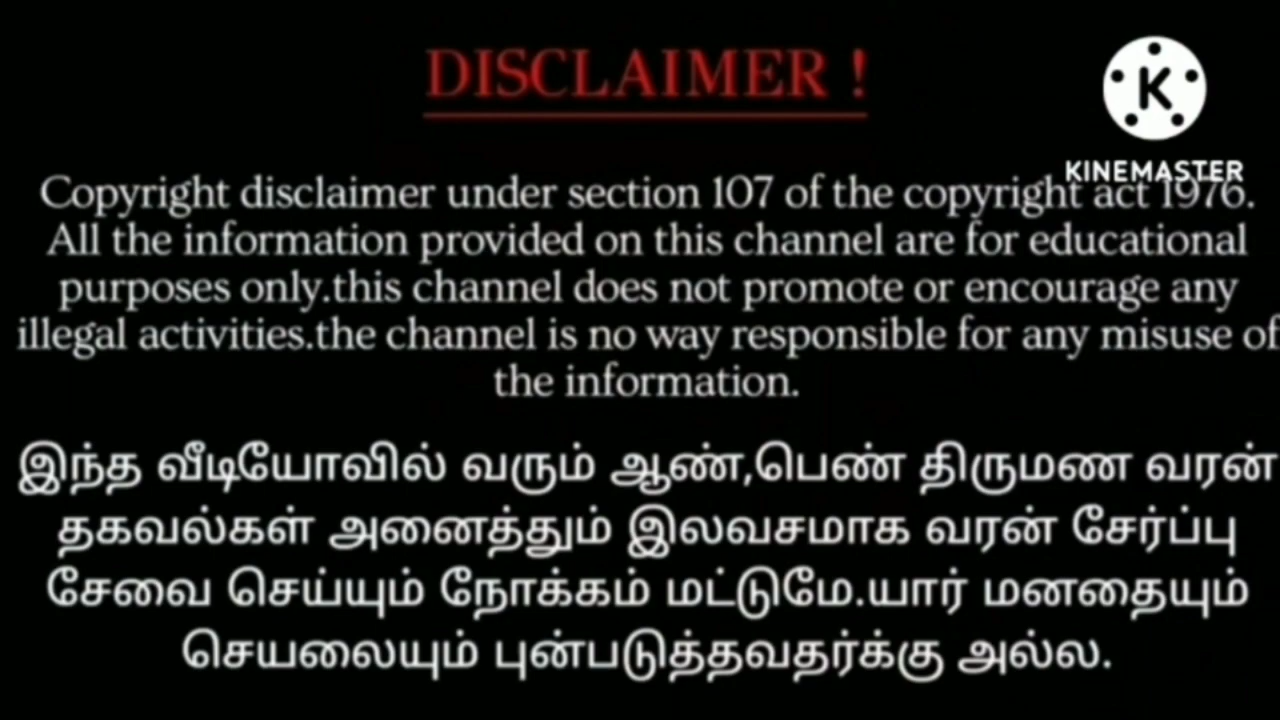 DISCLAIMER !
KINEMASTER
Copyright disclaimer under section 107 of the copyright act 1976.
All the information provided on this channel are for educational
purposes only.this channel does not promote or encourage any
illegal activities.the channel is no way responsible for any misuse of
the information.
இந்த வீடியோவில் வரும் ஆண்,பெண் திருமண வரன்
தகவல்கள் அனைத்தும் இலவசமாக வரன் சேர்ப்பு
சேவை செய்யும் நோக்கம் மட்டுமே.யார் மனதையும்
செயலையும் புன்படுத்தவதர்க்கு அல்ல.